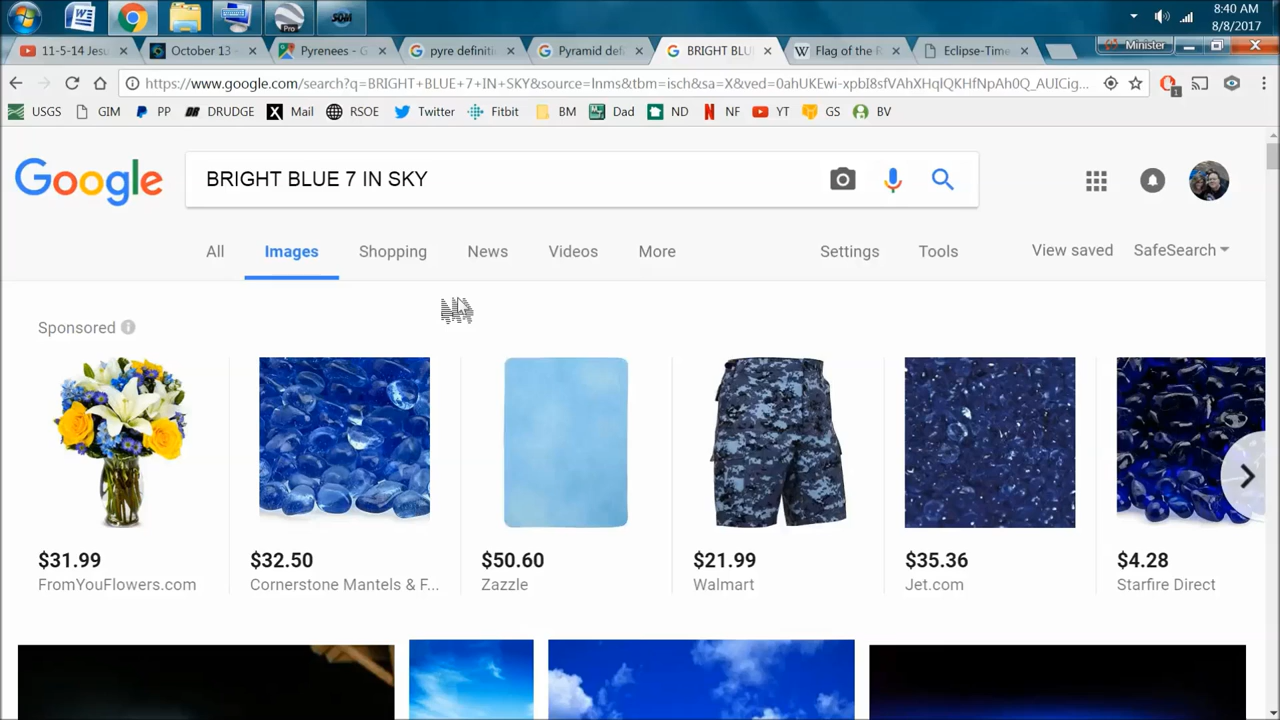 Pro
SQM
8:40 AM
8/8/2017
11-5-14 Jesu
October 13 -
Pyrenees - G
pyre definiti
Pyramid def
BRIGHT BLU
Flag of the R
Eclipse-Time
Minister
https://www.google.com/search?q=BRIGHT+BLUE+7+IN+SKY&source=lnms&tbm=isch&sa=X&ved=0ahUKEwi-xpbI8sfVAhXHqlQKHfNpAh0Q_AUICig...
1
USGS
GIM
PP
DRUDGE
Mail
RSOE
Twitter
Fitbit
BM
Dad
ND
NF
YT
GS
BV
Google
BRIGHT BLUE 7 IN SKY
All
Images
Shopping
News
Videos
More
Settings
Tools
View saved
SafeSearch
Sponsored
$31.99
FromYouFlowers.com
$32.50
Cornerstone Mantels & F...
$50.60
Zazzle
$21.99
Walmart
$35.36
Jet.com
$4.28
Starfire Direct